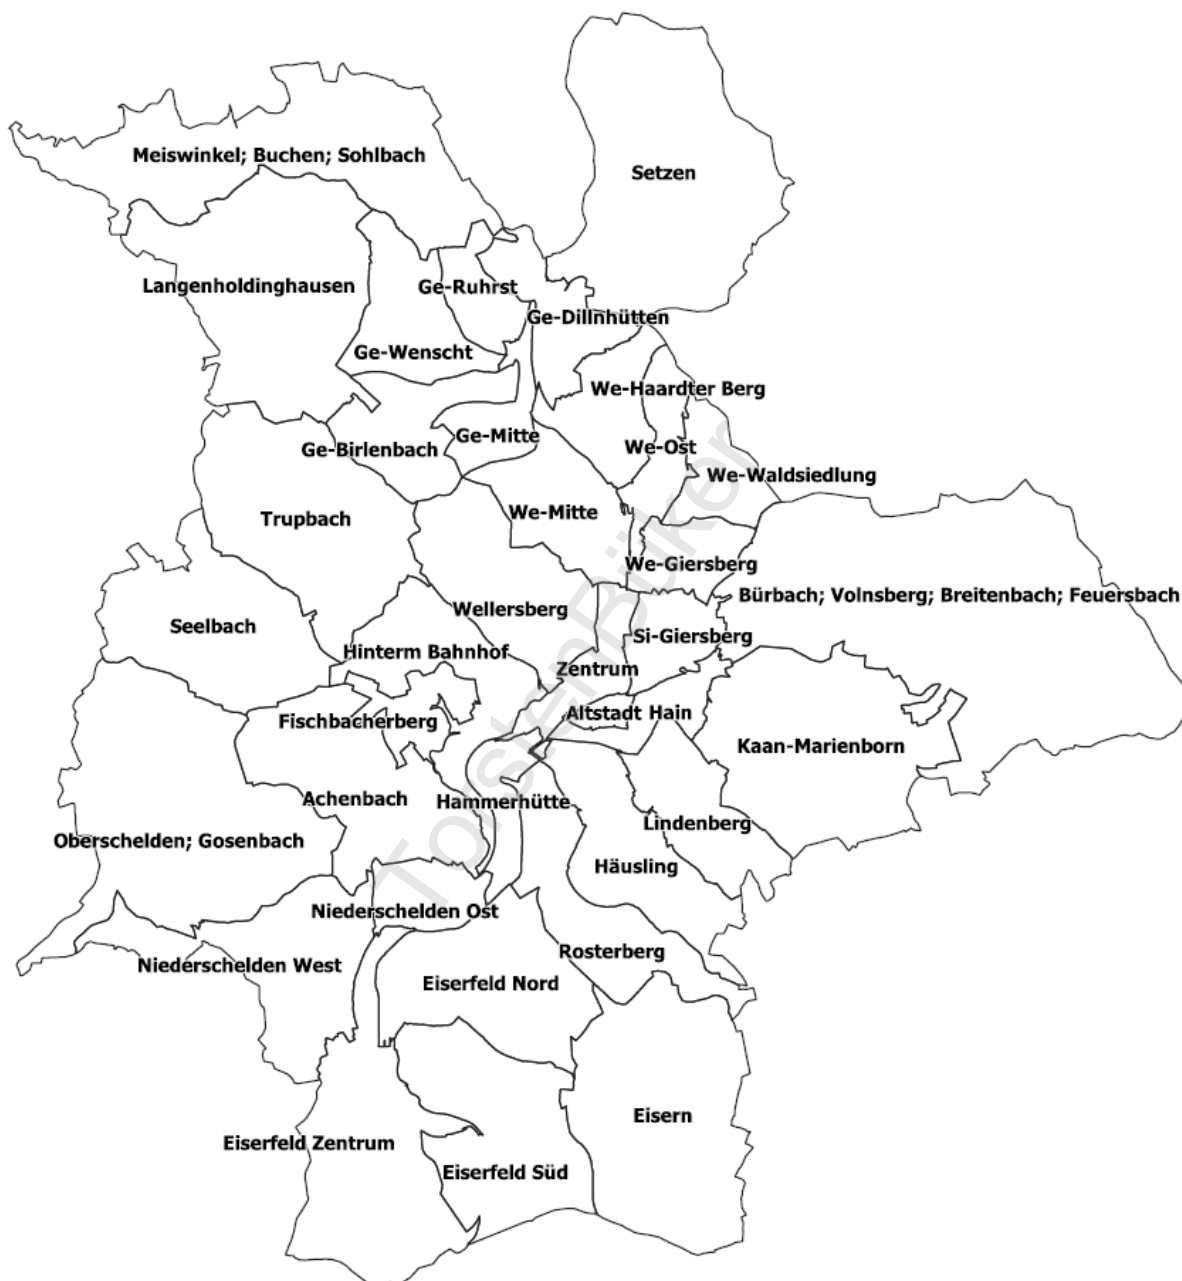 Meiswinkel; Buchen; Sohlbach
Setzen
Langenholdinghausen
Ge-Ruhrst
Ge-Dillnhütten
Ge-Wenscht
We-Haardter Berg
Ge-Mitte
Ge-Birlenbach
We-Ost
We-Waldsiedlung
We-Mitte
Trupbach
We-Giersberg
Bürbach; Volnsberg; Breitenbach; Feuersbach
Wellersberg
Seelbach
Si-Giersberg
Hinterm Bahnhof
Zentrum
Altstadt Hain
Fischbacherberg
Kaan-Marienborn
Achenbach
Hammerhütte
Lindenberg
Oberschelden; Gosenbach
Häusling
Niederschelden Ost
Rosterberg
Niederschelden West
Eiserfeld Nord
Eisern
Eiserfeld Zentrum
Eiserfeld Süd
TorstenBüker